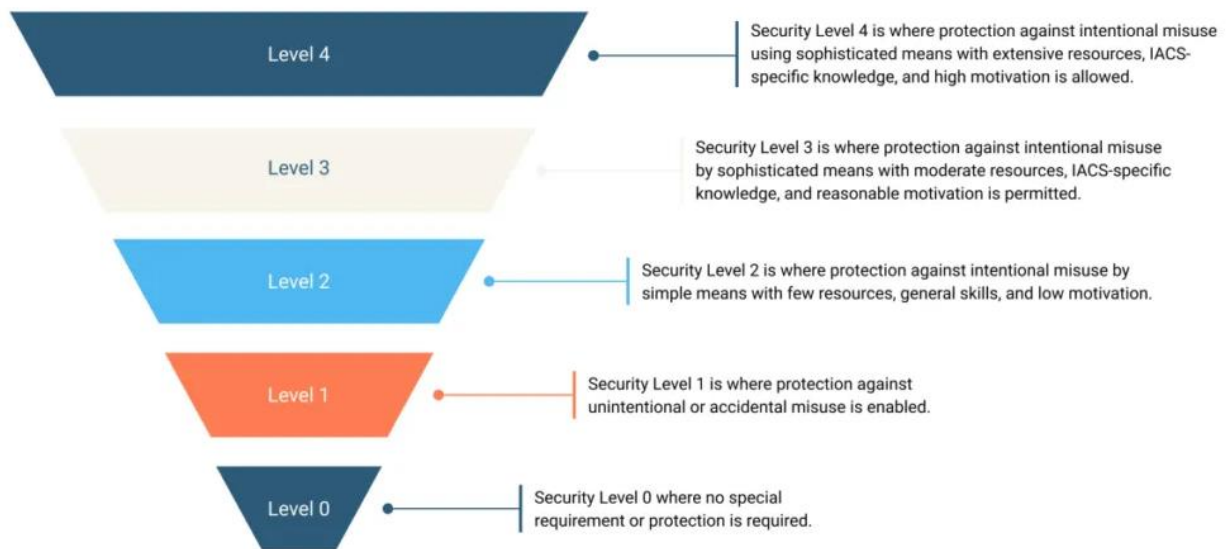 Level 4
Security Level 4 is where protection against intentional misuse
using sophisticated means with extensive resources, IACS-
specific knowledge, and high motivation is allowed.
Level 3
Security Level 3 is where protection against intentional misuse
by sophisticated means with moderate resources, IACS-specific
knowledge, and reasonable motivation is permitted.
Level 2
Security Level 2 is where protection against intentional misuse by
simple means with few resources, general skills, and low motivation.
Level 1
Security Level 1 is where protection against
unintentional or accidental misuse is enabled.
Level 0
Security Level 0 where no special
requirement or protection is required.